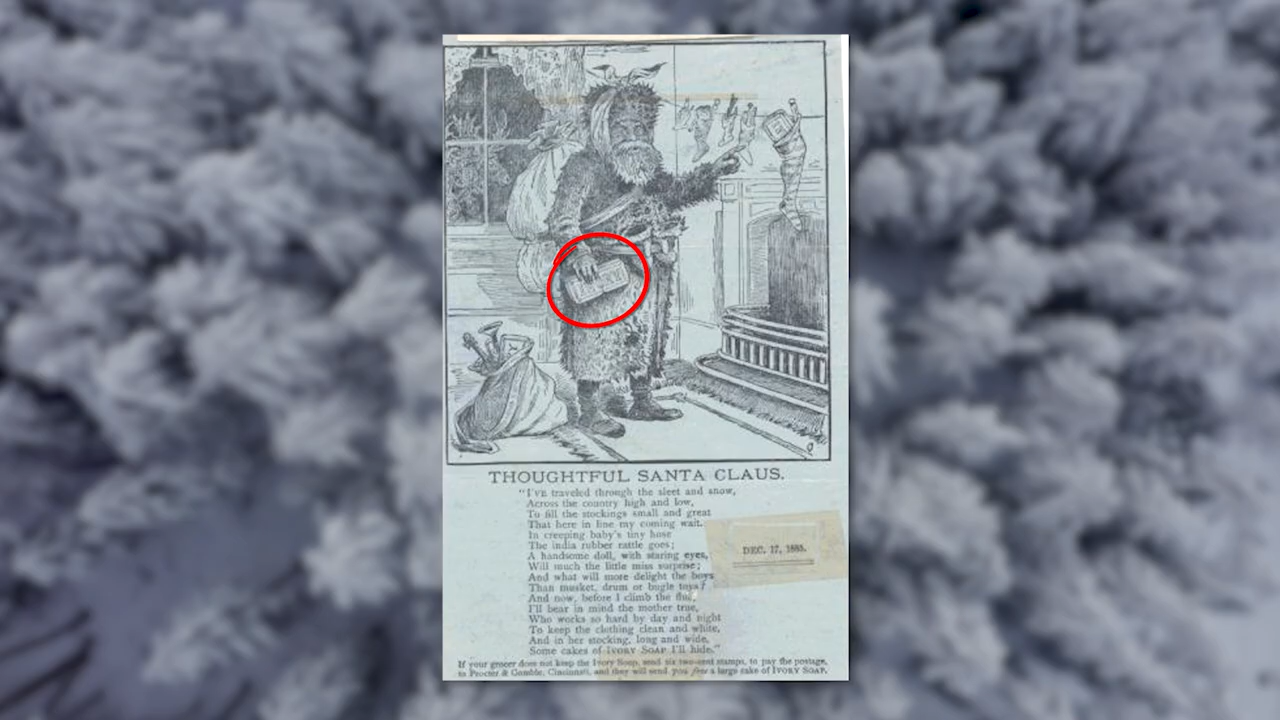 THOUGHTFUL SANTA CLAUS.
"I'VE traveled through the sleet and snow,
Across the country high and low,
To fill the stockings small and great
That here in line my coming wait.
In creeping baby's tiny hose
The india rubber rattle goes;
A handsome doll, with staring eyes,
Will much the little miss surprise;
And what will more delight the boys
Than musket, drum or bugle toys?
And now, before I climb the flue,
I'll bear in mind the mother true,
Who works so hard by day and night
To keep the clothing clean and white,
And in her stocking, long and wide,
Some cakes of IVORY SOAP I'll hide."
DEC. 17, 1885.
If your grocer does not keep the Ivory Soap, send six two-cent stamps, to pay the postage,
to Procter & Gamble, Cincinnati, and they will send you free a large cake of IVORY SOAP.